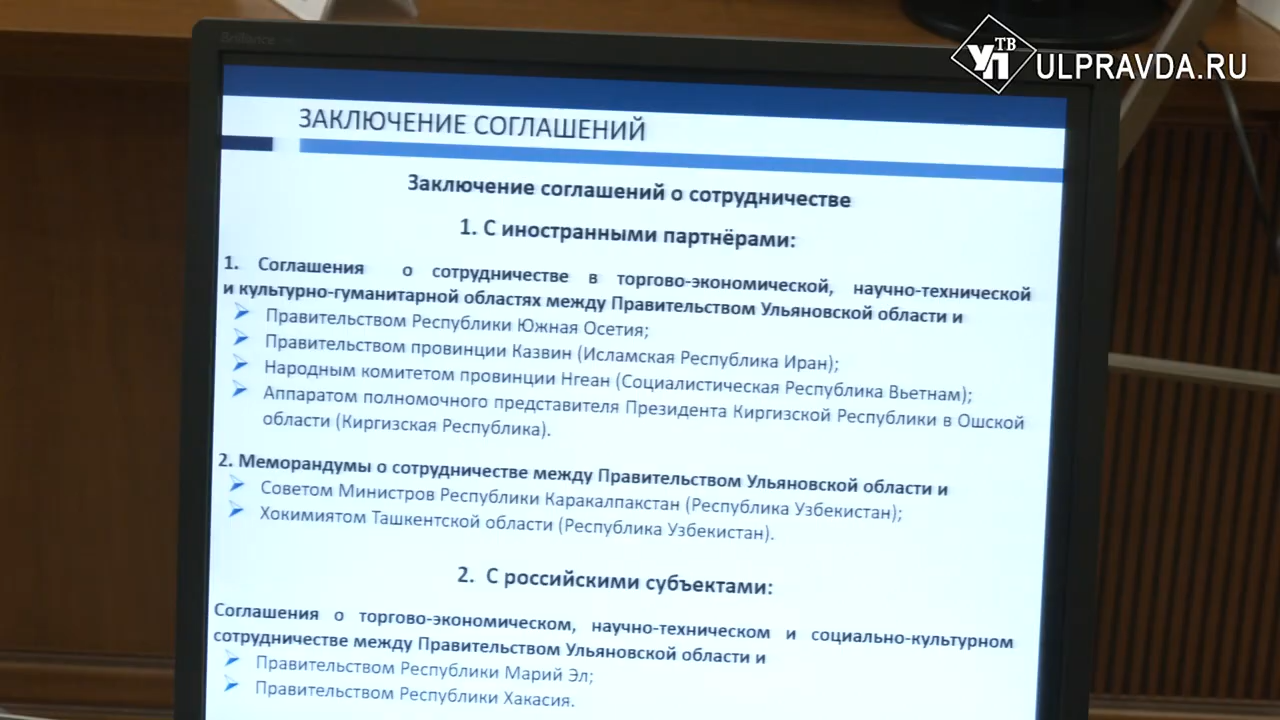 Brilliance
УП ТВ ULPRAVDA.RU
ЗАКЛЮЧЕНИЕ СОГЛАШЕНИЙ
Заключение соглашений о сотрудничестве
1. С иностранными партнёрами:
1. Соглашения о сотрудничестве в торгово-экономической, научно-технической
и культурно-гуманитарной областях между Правительством Ульяновской области и
Правительством Республики Южная Осетия;
Правительством провинции Казвин (Исламская Республика Иран);
Народным комитетом провинции Нгеан (Социалистическая Республика Вьетнам);
Аппаратом полномочного представителя Президента Киргизской Республики в Ошской
области (Киргизская Республика).
2. Меморандумы о сотрудничестве между Правительством Ульяновской области и
Советом Министров Республики Каракалпакстан (Республика Узбекистан);
Хокимиятом Ташкентской области (Республика Узбекистан).
2. С российскими субъектами:
Соглашения о торгово-экономическом, научно-техническом и социально-культурном
сотрудничестве между Правительством Ульяновской области и
Правительством Республики Марий Эл;
Правительством Республики Хакасия.